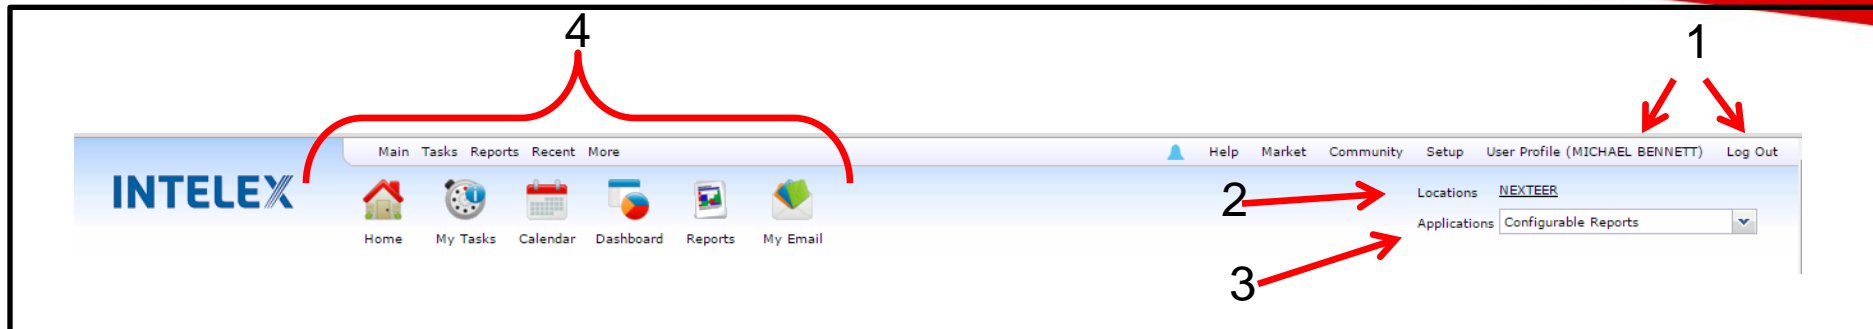 4
1
Main Tasks Reports Recent More
Help Market Community Setup User Profile (MICHAEL BENNETT) Log Out
INTELEX
2
Locations NEXTEER
Applications Configurable Reports
Home My Tasks Calendar Dashboard Reports My Email
3